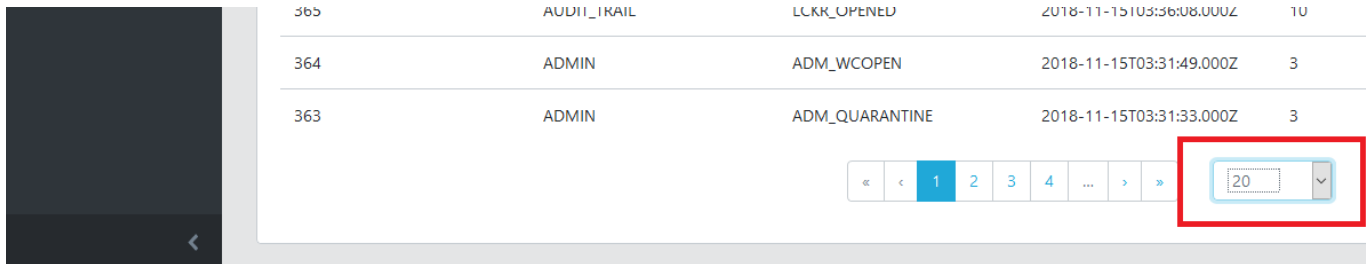 365 AUDIT_TRAIL LCKR_OPENED 2018-11-15T03:36:08.000Z 10
364 ADMIN ADM_WCOPEN 2018-11-15T03:31:49.000Z 3
363 ADMIN ADM_QUARANTINE 2018-11-15T03:31:33.000Z 3
« ‹ 1 2 3 4 ... › » 20